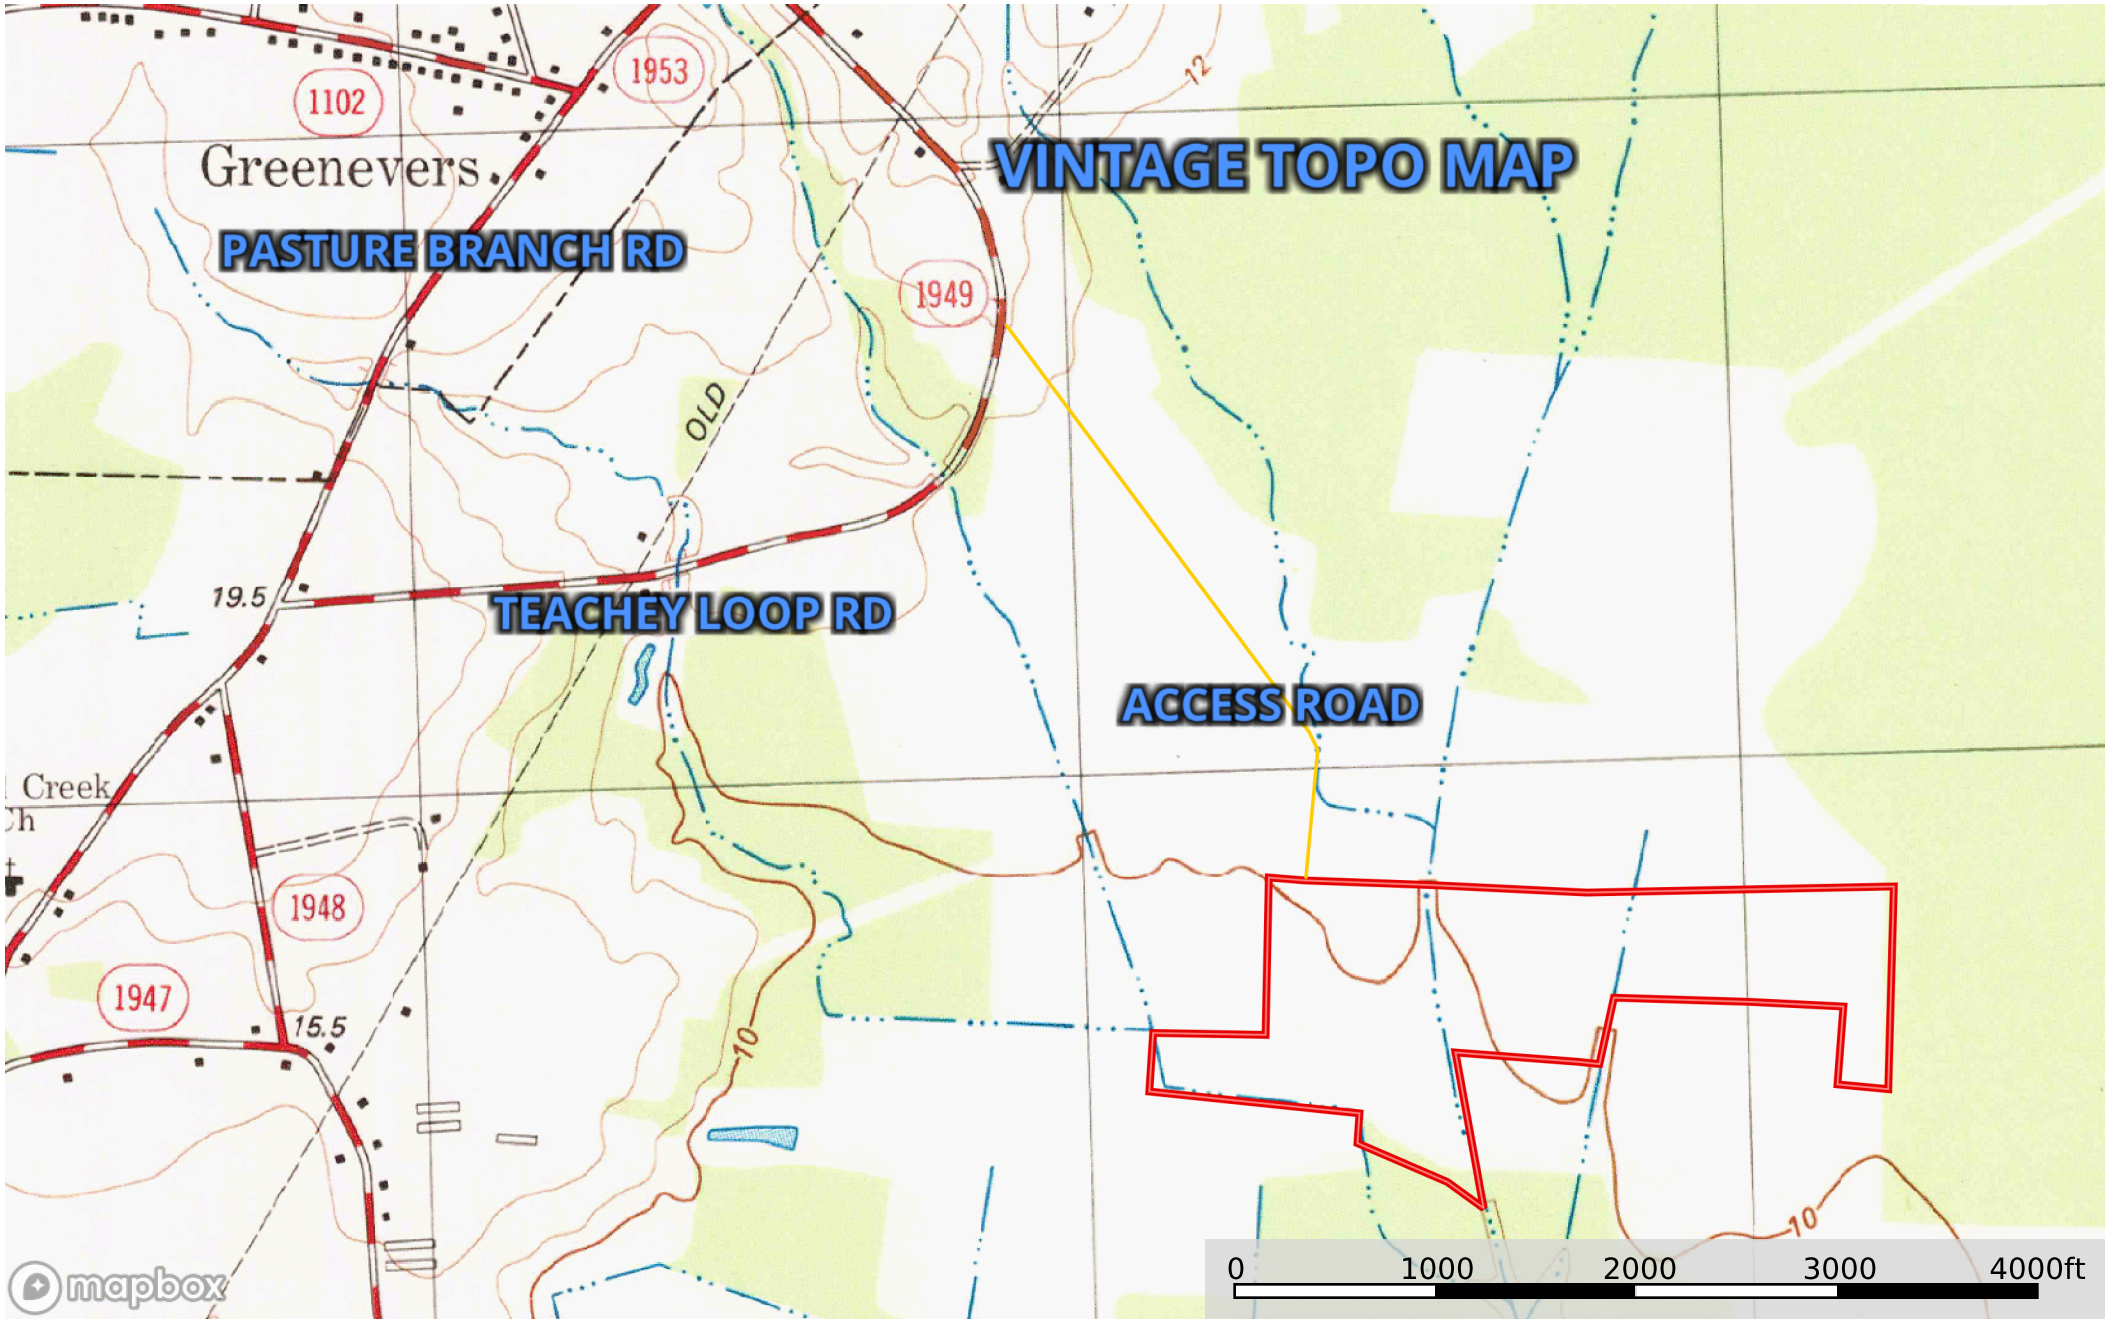 1953
1102
12
VINTAGE TOPO MAP
Greenevers
PASTURE BRANCH RD
1949
OLD
19.5
TEACHEY LOOP RD
ACCESS ROAD
Creek
Ch
1948
1947
15.5
10
10
mapbox
0 1000 2000 3000 4000ft